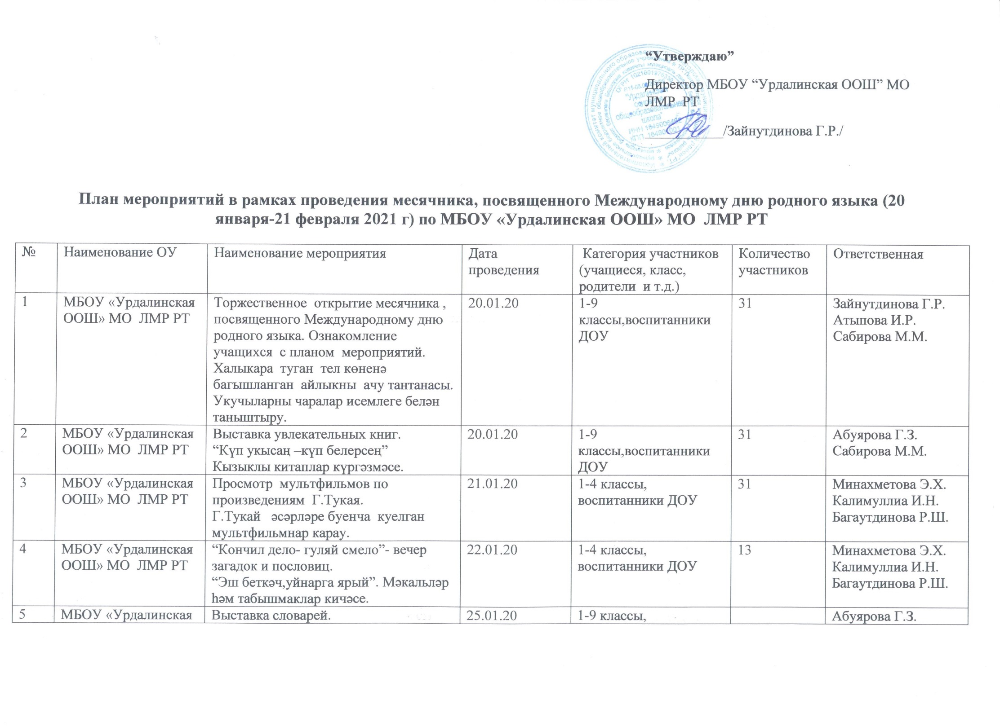 “Утверждаю”
Директор МБОУ “Урдалинская ООШ” МО
ЛМР РТ
/Зайнутдинова Г.Р./
"Урдалинская
основная
общеобразовательная
школа"
План мероприятий в рамках проведения месячника, посвященного Международному дню родного языка (20
января-21 февраля 2021 г) по МБОУ «Урдалинская ООШ» МО ЛМР РТ
№
Наименование ОУ
Наименование мероприятия
Дата
проведения
Категория участников
(учащиеся, класс,
родители и т.д.)
Количество
участников
Ответственная
1
МБОУ «Урдалинская
ООШ» МО ЛМР РТ
Торжественное открытие месячника ,
посвященного Международному дню
родного языка. Ознакомление
учащихся с планом мероприятий.
Халыкара туган тел көненә
багышланган айлыкны ачу тантанасы.
Укучыларны чаралар исемлеге белән
таныштыру.
20.01.20
1-9
классы,воспитанники
ДОУ
31
Зайнутдинова Г.Р.
Атыпова И.Р.
Сабирова М.М.
2
МБОУ «Урдалинская
ООШ» МО ЛМР РТ
Выставка увлекательных книг.
“Күп укысаң –күп белерсең”
Кызыклы китаплар күргәзмәсе.
20.01.20
1-9
классы,воспитанники
ДОУ
31
Абуярова Г.З.
Сабирова М.М.
3
МБОУ «Урдалинская
ООШ» МО ЛМР РТ
Просмотр мультфильмов по
произведениям Г.Тукая.
Г.Тукай әсәрләре буенча куелган
мультфильмнар карау.
21.01.20
1-4 классы,
воспитанники ДОУ
31
Минахметова Э.Х.
Калимуллиа И.Н.
Багаутдинова Р.Ш.
4
МБОУ «Урдалинская
ООШ» МО ЛМР РТ
“Кончил дело- гуляй смело”- вечер
загадок и пословиц.
“Эш беткәч,уйнарга ярый”. Мәкальләр
һәм табышмаклар кичәсе.
22.01.20
1-4 классы,
воспитанники ДОУ
13
Минахметова Э.Х.
Калимуллиа И.Н.
Багаутдинова Р.Ш.
5
МБОУ «Урдалинская
Выставка словарей.
25.01.20
1-9 классы,
Абуярова Г.З.